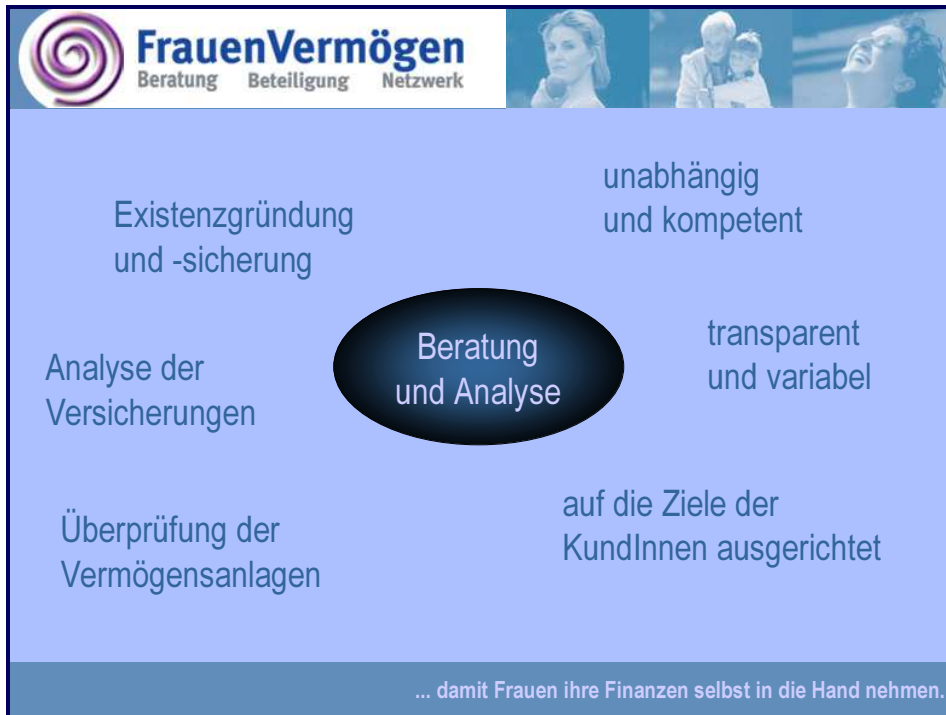 FrauenVermögen
Beratung Beteiligung Netzwerk
Existenzgründung
und -sicherung
unabhängig
und kompetent
Analyse der
Versicherungen
Beratung
und Analyse
transparent
und variabel
Überprüfung der
Vermögensanlagen
auf die Ziele der
KundInnen ausgerichtet
... damit Frauen ihre Finanzen selbst in die Hand nehmen.